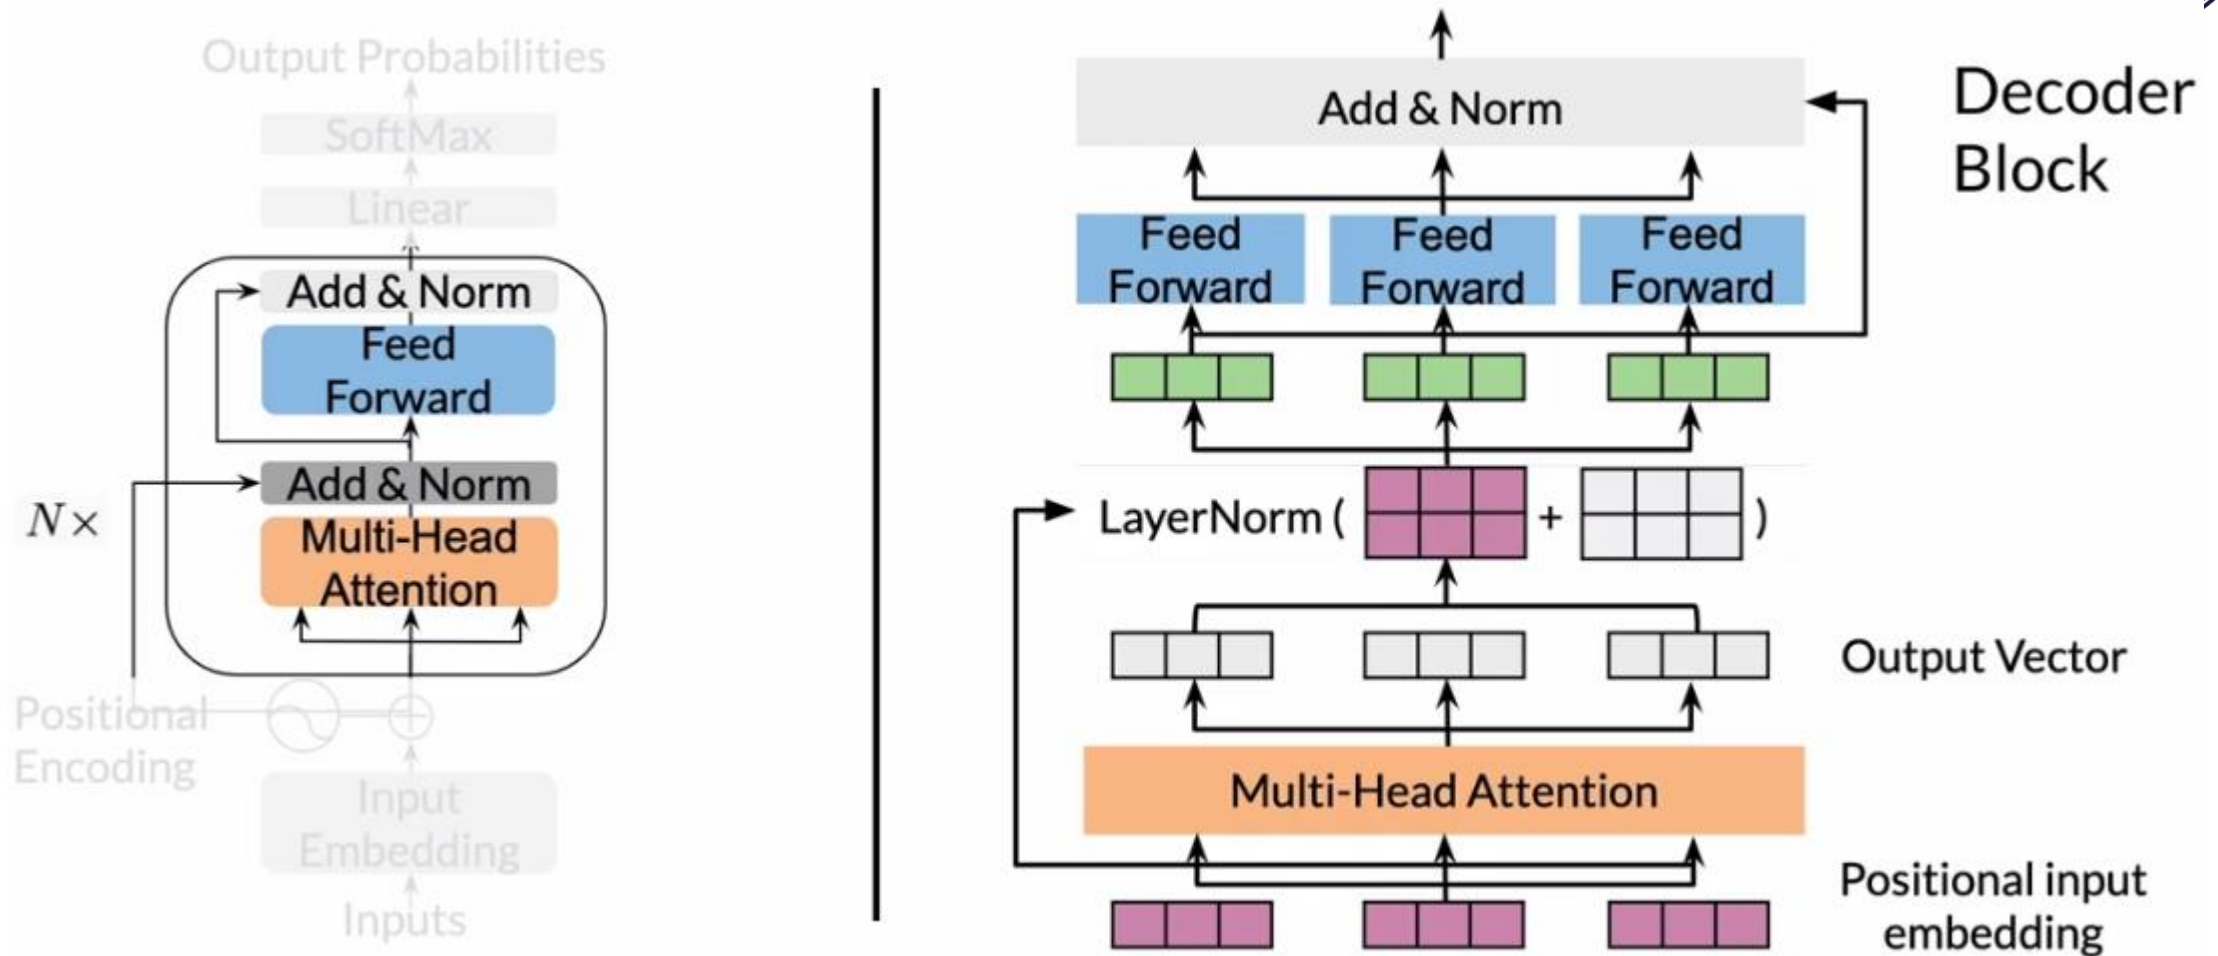 Output Probabilities
SoftMax
Linear
Add & Norm
Feed
Forward
Add & Norm
N×
Multi-Head
Attention
Positional
Encoding
Input
Embedding
Inputs
Decoder
Block
Add & Norm
Feed
Forward
Feed
Forward
Feed
Forward
LayerNorm ( + )
Output Vector
Multi-Head Attention
Positional input
embedding